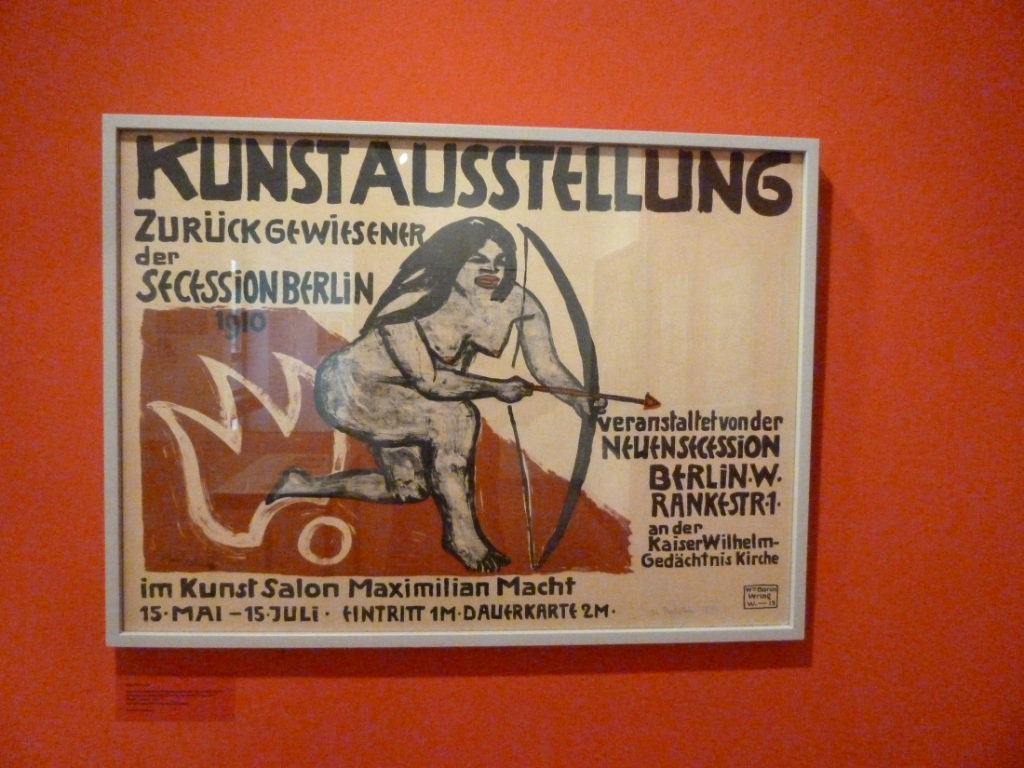 KUNSTAUSSTELLUNG
ZURÜCKGEWIESENER
der
SECESSION BERLIN
1910
veranstaltet von der
NEUEN SECESSION
BERLIN·W·
RANKESTR·1·
an der
Kaiser Wilhelm-
Gedächtnis Kirche
im Kunst Salon Maximilian Macht
15·MAI – 15·JULI· EINTRITT 1M·DAUERKARTE 2M·
Verlag